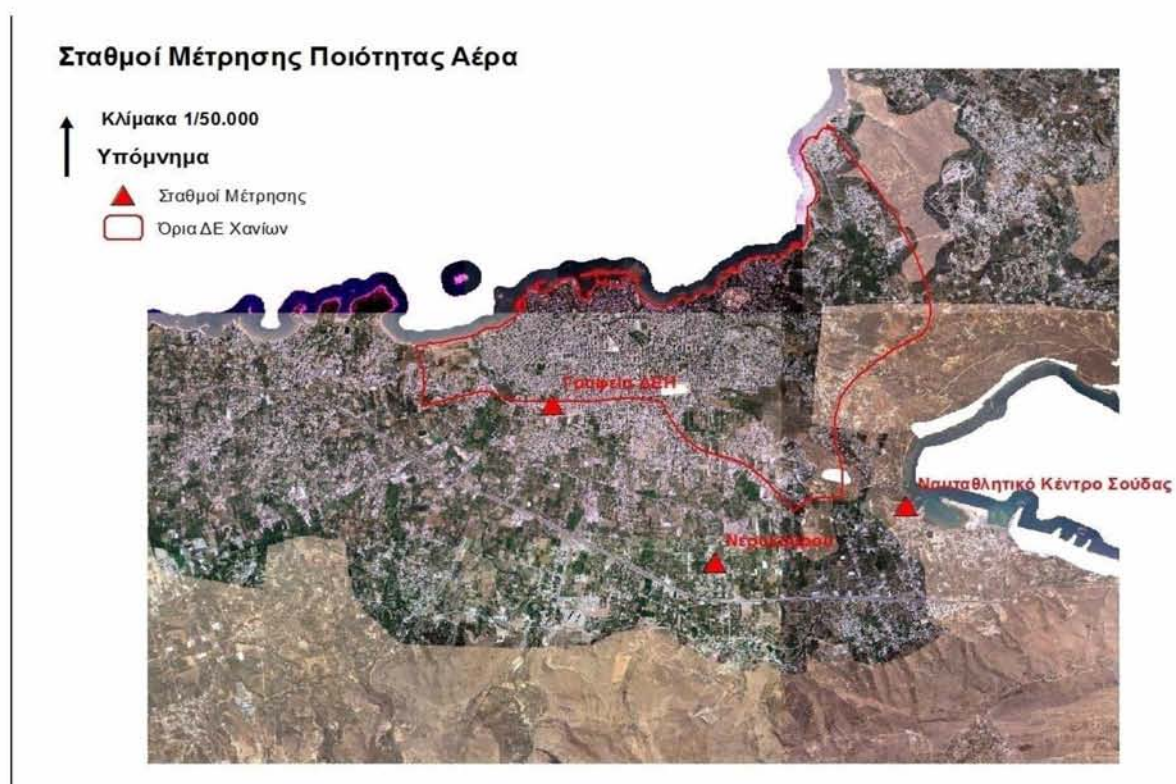 Σταθμοί Μέτρησης Ποιότητας Αέρα
Κλίμακα 1/50.000
Υπόμνημα
Σταθμοί Μέτρησης
Όρια ΔΕ Χανίων
Γραφεία ΔΕΗ
Ναυταθλητικό Κέντρο Σούδας
Νεροκούρου